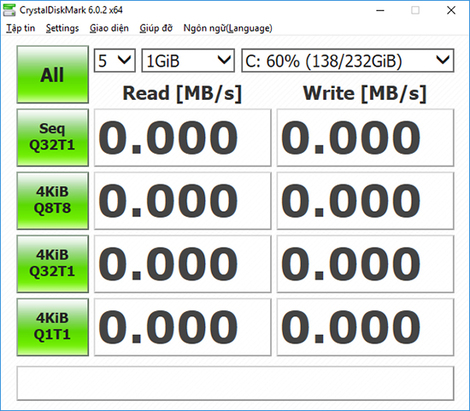 CrystalDiskMark 6.0.2 x64
Tập tin Settings Giao diện Giúp đỡ Ngôn ngữ(Language)
All 5 1GiB C: 60% (138/232GiB)
Read [MB/s] Write [MB/s]
Seq
Q32T1 0.000 0.000
4KiB
Q8T8 0.000 0.000
4KiB
Q32T1 0.000 0.000
4KiB
Q1T1 0.000 0.000